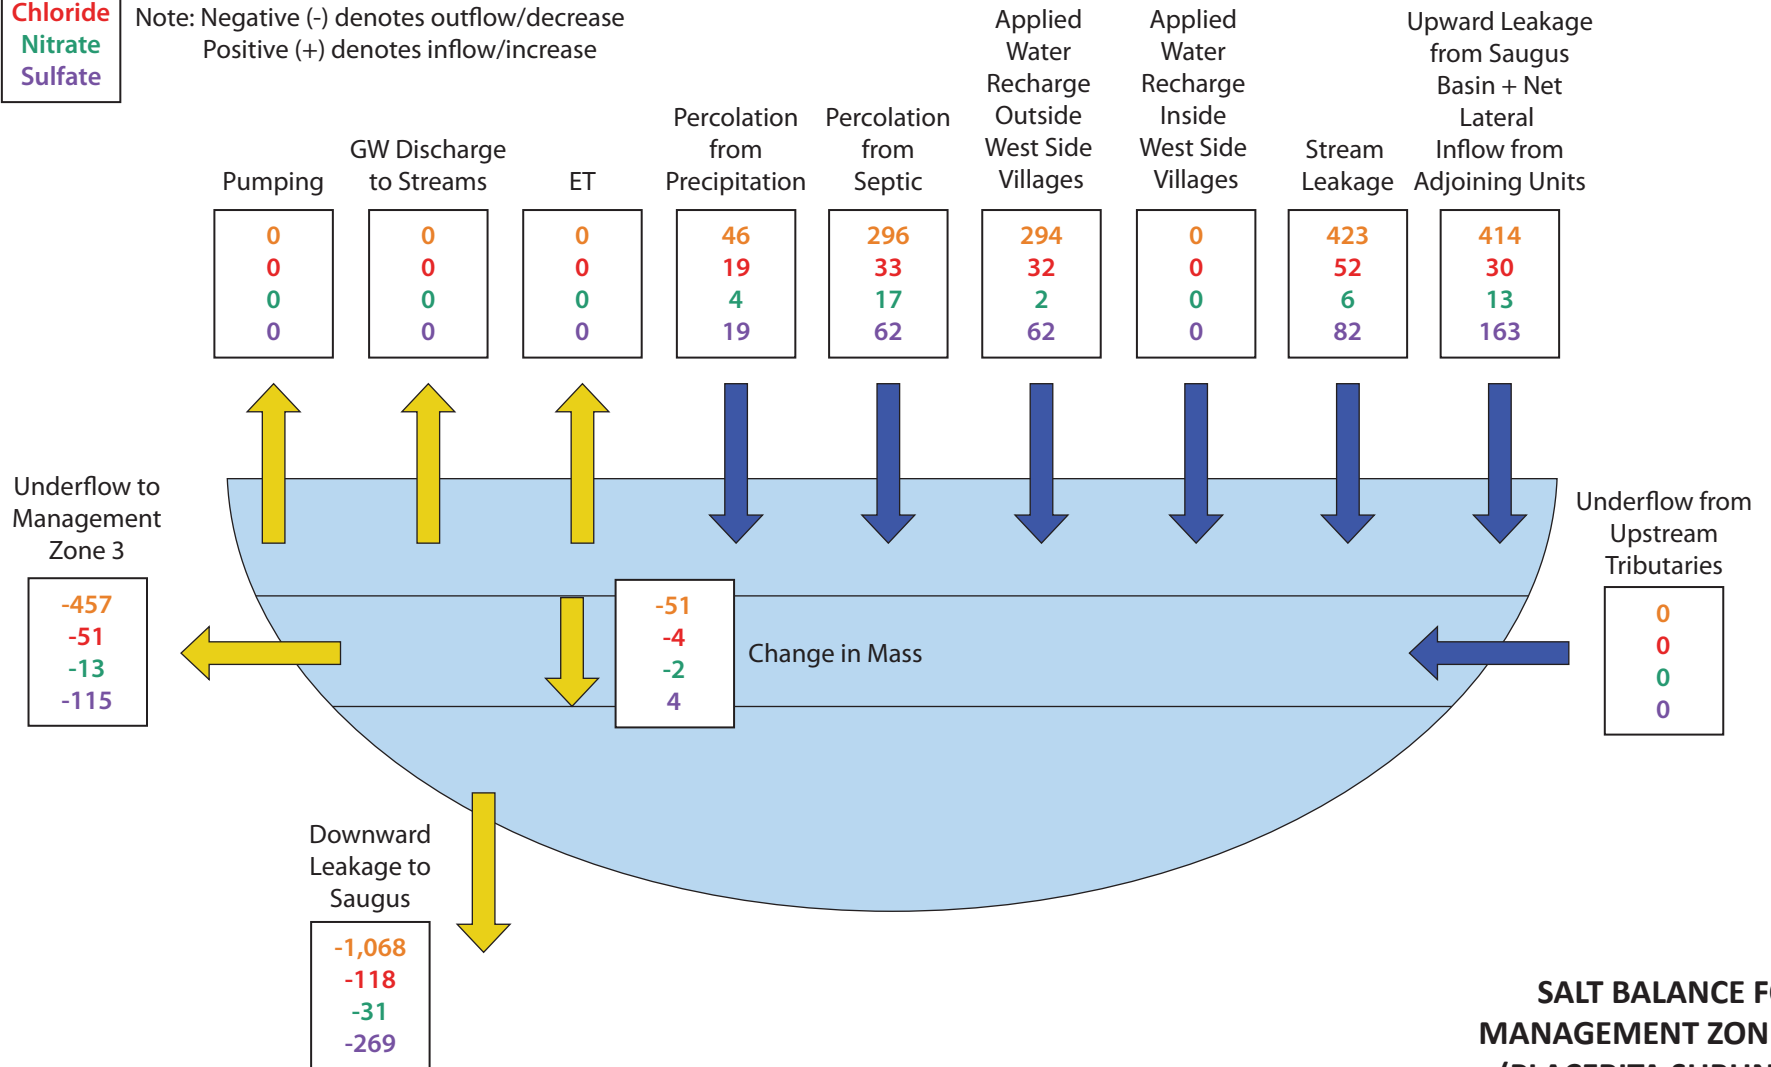 Chloride
Nitrate
Sulfate
Note: Negative (-) denotes outflow/decrease
Positive (+) denotes inflow/increase
Pumping
GW Discharge
to Streams
ET
Percolation
from
Precipitation
Percolation
from
Septic
Applied
Water
Recharge
Outside
West Side
Villages
Applied
Water
Recharge
Inside
West Side
Villages
Stream
Leakage
Upward Leakage
from Saugus
Basin + Net
Lateral
Inflow from
Adjoining Units
0
0
0
0
0
0
0
0
0
0
0
0
46
19
4
19
296
33
17
62
294
32
2
62
0
0
0
0
423
52
6
82
414
30
13
163
Underflow to
Management
Zone 3
-457
-51
-13
-115
-51
-4
-2
4
Change in Mass
Underflow from
Upstream
Tributaries
0
0
0
0
Downward
Leakage to
Saugus
-1,068
-118
-31
-269
SALT BALANCE
MANAGEMENT